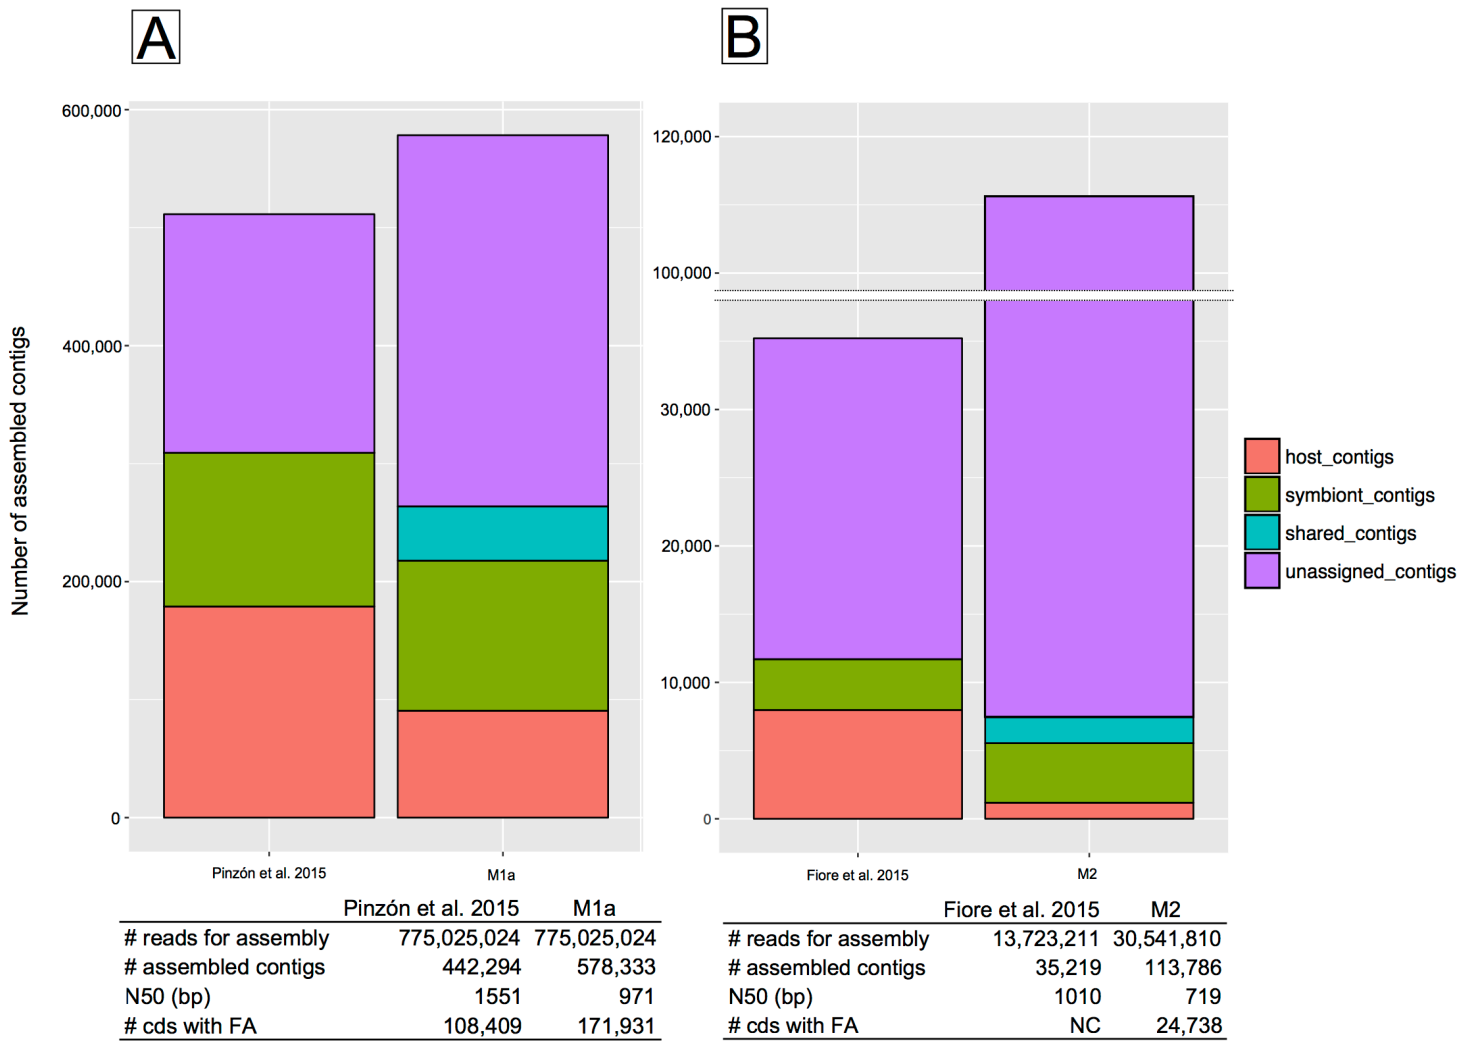 A
B
Number of assembled contigs
600,000
400,000
200,000
0
Pinzón et al. 2015
M1a
120,000
100,000
30,000
20,000
10,000
0
Fiore et al. 2015
M2
host_contigs
symbiont_contigs
shared_contigs
unassigned_contigs
Pinzón et al. 2015 M1a
# reads for assembly 775,025,024 775,025,024
# assembled contigs 442,294 578,333
N50 (bp) 1551 971
# cds with FA 108,409 171,931
Fiore et al. 2015 M2
# reads for assembly 13,723,211 30,541,810
# assembled contigs 35,219 113,786
N50 (bp) 1010 719
# cds with FA NC 24,738